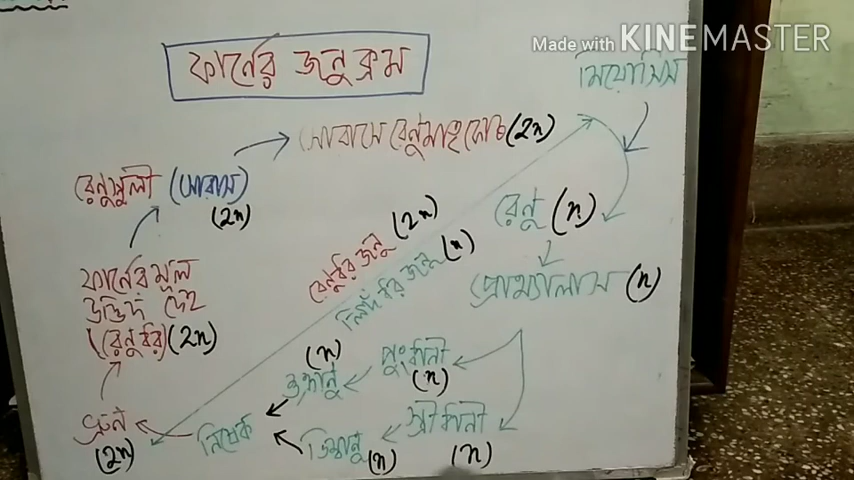 Made with KINEMASTER
ফার্নের জনুক্রম
মিয়োসিস
সোরাসে রেনুমাতৃকোষ (2n)
রেনুস্থলী (সোরাস)
(2n)
রেনু (n)
রেনুধর জনু (2n)
লিঙ্গধর জনু (n)
প্রোথ্যালাস (n)
ফার্নের মূল
উদ্ভিদ দেহ
(রেনুধর) (2n)
পুংধানী
(n)
শুক্রানু
(n)
স্ত্রীধানী
(n)
ডিম্বানু (n)
নিষেক
ভ্রুন
(2n)